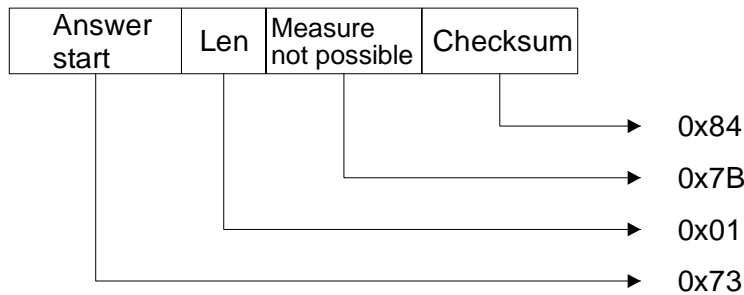 Answer
start
Len
Measure
not possible
Checksum
0x84
0x7B
0x01
0x73